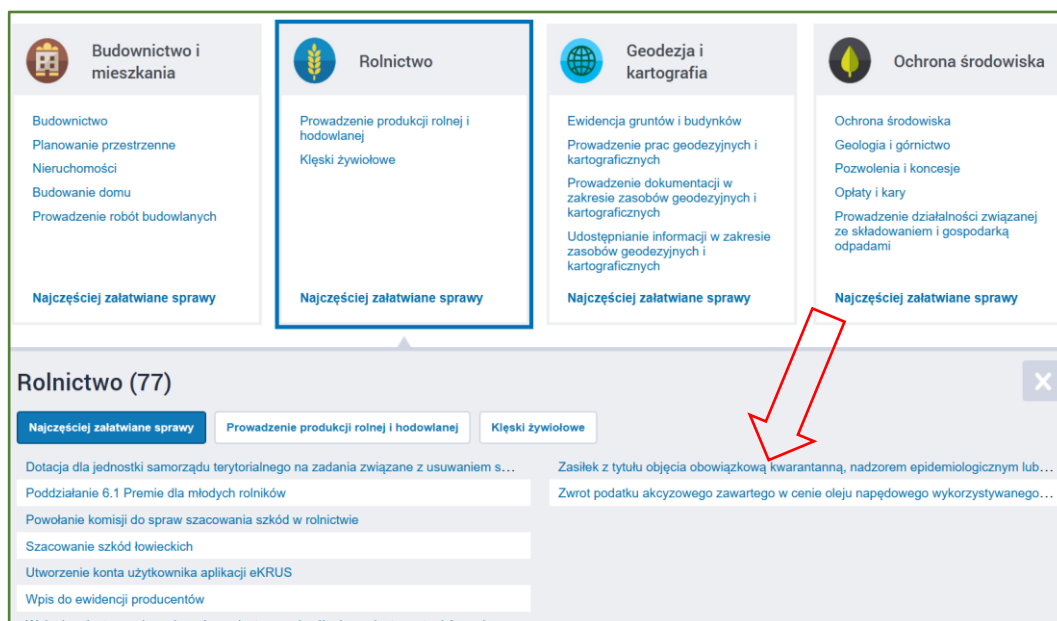 Budownictwo i
mieszkania
Budownictwo
Planowanie przestrzenne
Nieruchomości
Budowanie domu
Prowadzenie robót budowlanych
Najczęściej załatwiane sprawy
Rolnictwo
Prowadzenie produkcji rolnej i
hodowlanej
Klęski żywiołowe
Najczęściej załatwiane sprawy
Geodezja i
kartografia
Ewidencja gruntów i budynków
Prowadzenie prac geodezyjnych i
kartograficznych
Prowadzenie dokumentacji w
zakresie zasobów geodezyjnych i
kartograficznych
Udostępnianie informacji w zakresie
zasobów geodezyjnych i
kartograficznych
Najczęściej załatwiane sprawy
Ochrona środowiska
Ochrona środowiska
Geologia i górnictwo
Pozwolenia i koncesje
Opłaty i kary
Prowadzenie działalności związanej
ze składowaniem i gospodarką
odpadami
Najczęściej załatwiane sprawy
Rolnictwo (77)
Najczęściej załatwiane sprawy
Prowadzenie produkcji rolnej i hodowlanej
Klęski żywiołowe
Dotacja dla jednostki samorządu terytorialnego na zadania związane z usuwaniem s...
Poddziałanie 6.1 Premie dla młodych rolników
Powołanie komisji do spraw szacowania szkód w rolnictwie
Szacowanie szkód łowieckich
Utworzenie konta użytkownika aplikacji eKRUS
Wpis do ewidencji producentów
Zasiłek z tytułu objęcia obowiązkową kwarantanną, nadzorem epidemiologicznym lub...
Zwrot podatku akcyzowego zawartego w cenie oleju napędowego wykorzystywanego...